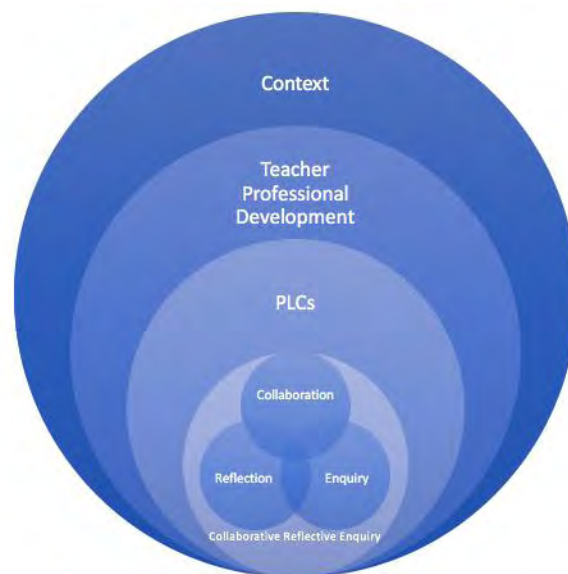 Context
Teacher
Professional
Development
PLCs
Collaboration
Reflection
Enquiry
Collaborative Reflective Enquiry